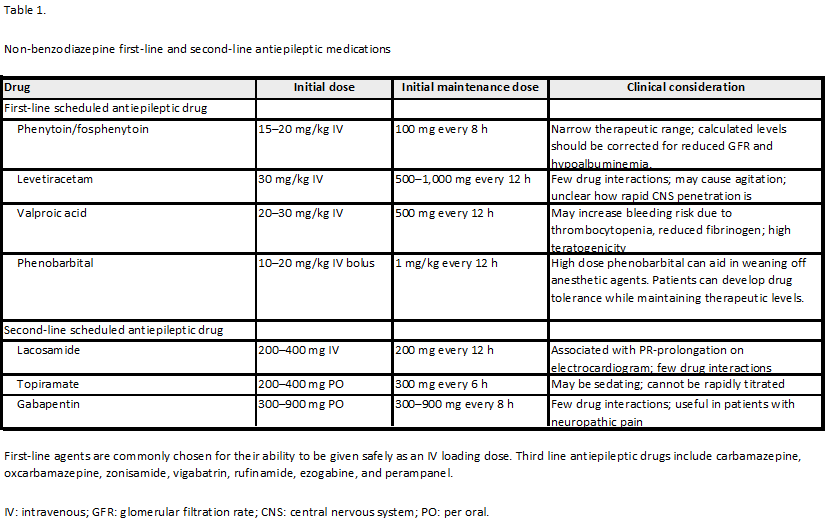 Table 1.
Non-benzodiazepine first-line and second-line antiepileptic medications
Drug Initial dose Initial maintenance dose Clinical consideration
First-line scheduled antiepileptic drug
Phenytoin/fosphenytoin 15–20 mg/kg IV 100 mg every 8 h Narrow therapeutic range; calculated levels
should be corrected for reduced GFR and
hypoalbuminemia.
Levetiracetam 30 mg/kg IV 500–1,000 mg every 12 h Few drug interactions; may cause agitation;
unclear how rapid CNS penetration is
Valproic acid 20–30 mg/kg IV 500 mg every 12 h May increase bleeding risk due to
thrombocytopenia, reduced fibrinogen; high
teratogenicity
Phenobarbital 10–20 mg/kg IV bolus 1 mg/kg every 12 h High dose phenobarbital can aid in weaning off
anesthetic agents. Patients can develop drug
tolerance while maintaining therapeutic levels.
Second-line scheduled antiepileptic drug
Lacosamide 200–400 mg IV 200 mg every 12 h Associated with PR-prolongation on
electrocardiogram; few drug interactions
Topiramate 200–400 mg PO 300 mg every 6 h May be sedating; cannot be rapidly titrated
Gabapentin 300–900 mg PO 300–900 mg every 8 h Few drug interactions; useful in patients with
neuropathic pain
First-line agents are commonly chosen for their ability to be given safely as an IV loading dose. Third line antiepileptic drugs include carbamazepine,
oxcarbamazepine, zonisamide, vigabatrin, rufinamide, ezogabine, and perampanel.
IV: intravenous; GFR: glomerular filtration rate; CNS: central nervous system; PO: per oral.